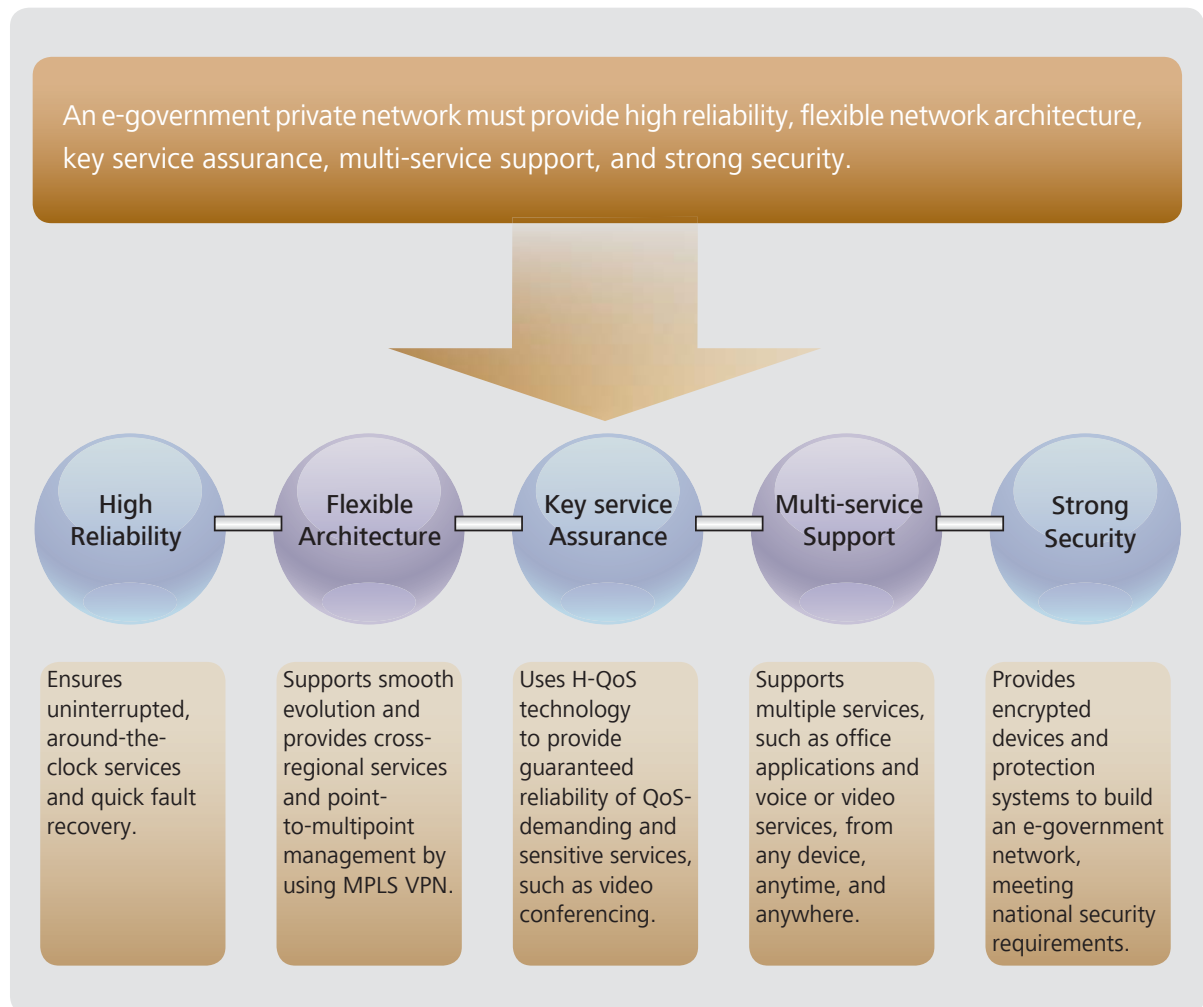 An e-government private network must provide high reliability, flexible network architecture,
key service assurance, multi-service support, and strong security.
High
Reliability
Flexible
Architecture
Key service
Assurance
Multi-service
Support
Strong
Security
Ensures
uninterrupted,
around-the-
clock services
and quick fault
recovery.
Supports smooth
evolution and
provides cross-
regional services
and point-
to-multipoint
management by
using MPLS VPN.
Uses H-QoS
technology
to provide
guaranteed
reliability of QoS-
demanding and
sensitive services,
such as video
conferencing.
Supports
multiple services,
such as office
applications and
voice or video
services, from
any device,
anytime, and
anywhere.
Provides
encrypted
devices and
protection
systems to build
an e-government
network,
meeting
national security
requirements.